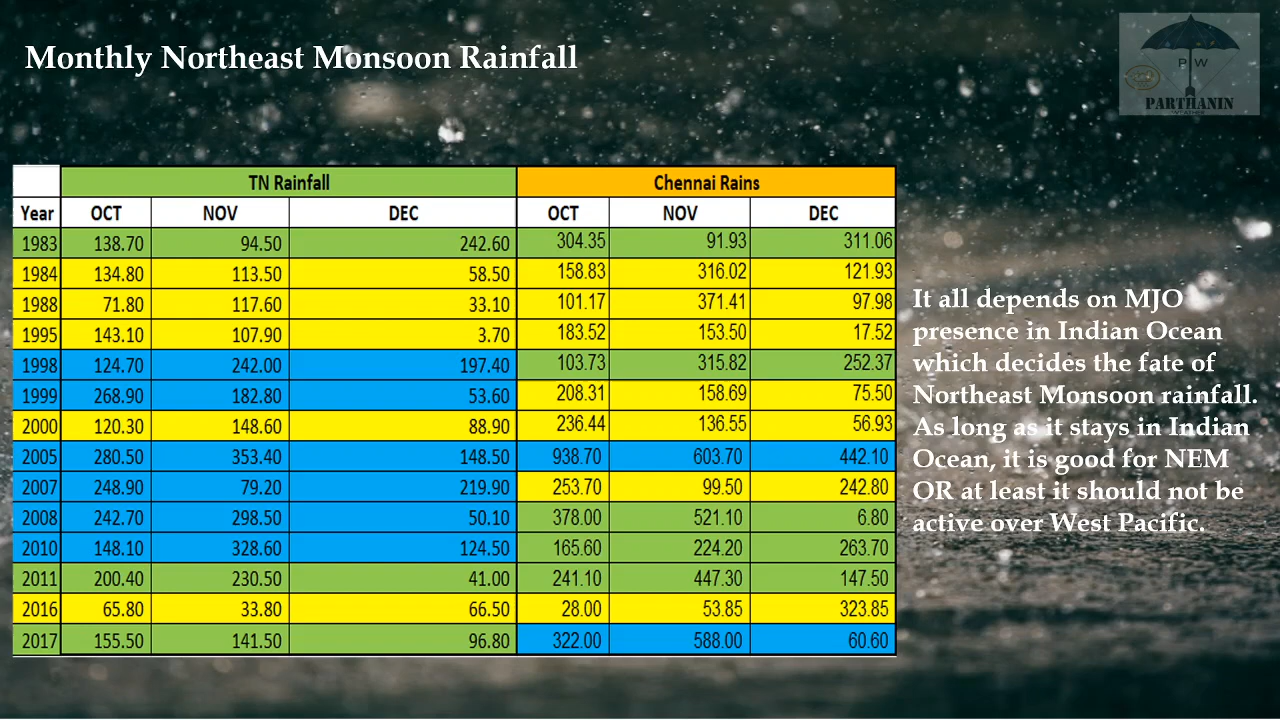 Monthly Northeast Monsoon Rainfall
P W
PARTHANIN
WEATHER
TN Rainfall Chennai Rains
Year OCT NOV DEC OCT NOV DEC
1983 138.70 94.50 242.60 304.35 91.93 311.06
1984 134.80 113.50 58.50 158.83 316.02 121.93
1988 71.80 117.60 33.10 101.17 371.41 97.98
1995 143.10 107.90 3.70 183.52 153.50 17.52
1998 124.70 242.00 197.40 103.73 315.82 252.37
1999 268.90 182.80 53.60 208.31 158.69 75.50
2000 120.30 148.60 88.90 236.44 136.55 56.93
2005 280.50 353.40 148.50 938.70 603.70 442.10
2007 248.90 79.20 219.90 253.70 99.50 242.80
2008 242.70 298.50 50.10 378.00 521.10 6.80
2010 148.10 328.60 124.50 165.60 224.20 263.70
2011 200.40 230.50 41.00 241.10 447.30 147.50
2016 65.80 33.80 66.50 28.00 53.85 323.85
2017 155.50 141.50 96.80 322.00 588.00 60.60
It all depends on MJO
presence in Indian Ocean
which decides the fate of
Northeast Monsoon rainfall.
As long as it stays in Indian
Ocean, it is good for NEM
OR at least it should not be
active over West Pacific.